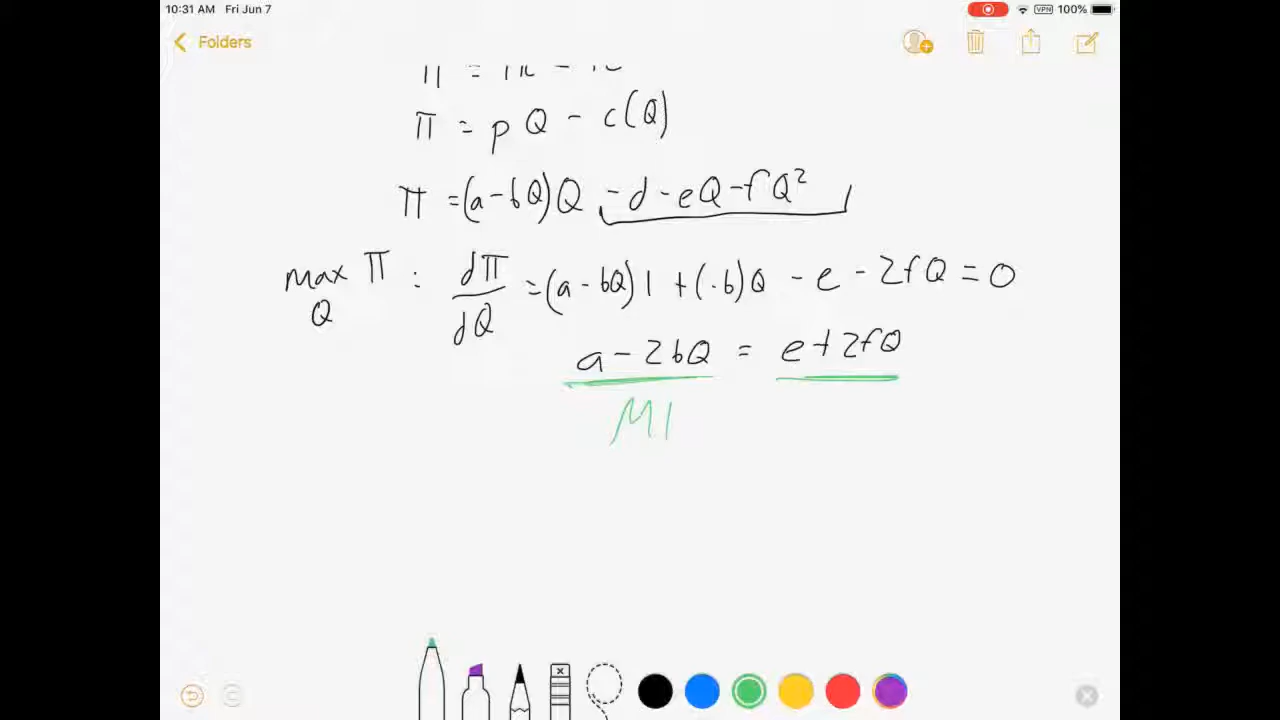 10:31 AM Fri Jun 7
VPN 100%
Folders
π = pQ - c(Q)
π = (a - bQ)Q - d - eQ - fQ²
max π : dπ/dQ = (a - bQ)1 + (-b)Q - e - 2fQ = 0
Q
a - 2bQ = e + 2fQ